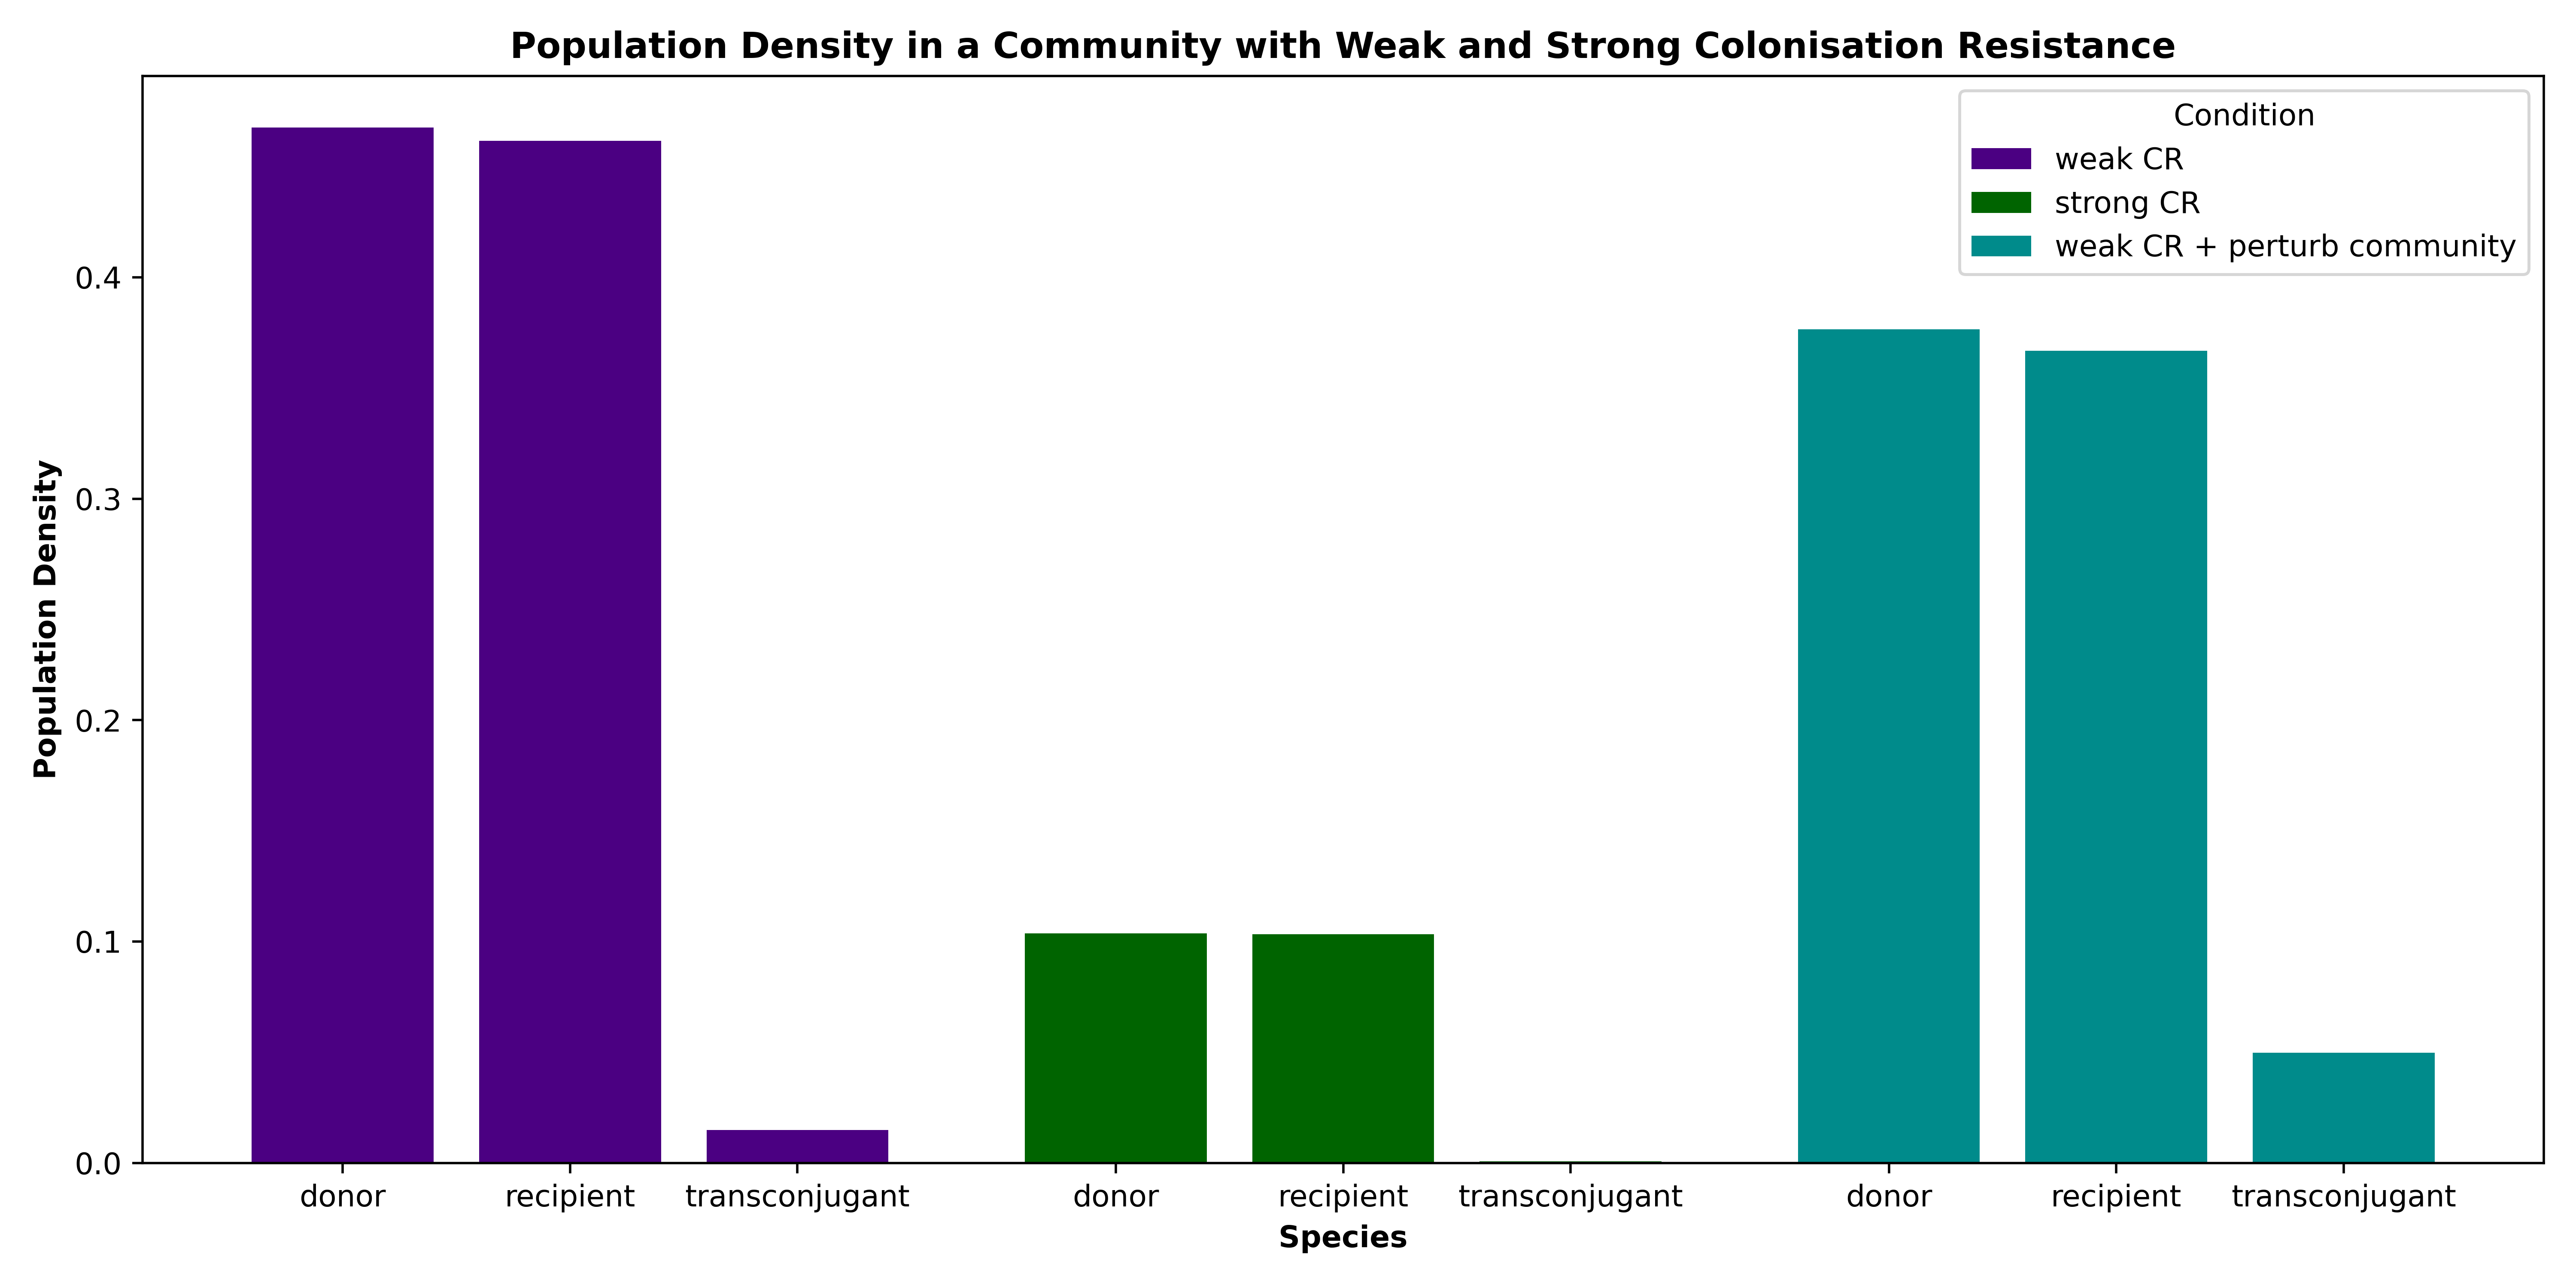 Population Density in a Community with Weak and Strong Colonisation Resistance
Condition
weak CR
strong CR
weak CR + perturb community
Population Density
0.4
0.3
0.2
0.1
0.0
donor recipient transconjugant donor recipient transconjugant donor recipient transconjugant
Species